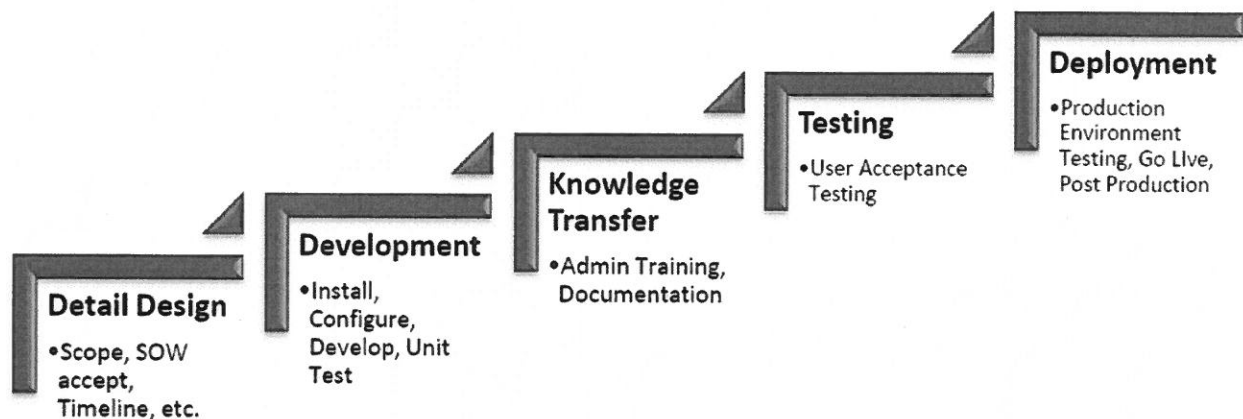 Detail Design
•Scope, SOW
accept,
Timeline, etc.
Development
•Install,
Configure,
Develop, Unit
Test
Knowledge
Transfer
•Admin Training,
Documentation
Testing
•User Acceptance
Testing
Deployment
•Production
Environment
Testing, Go LIve,
Post Production